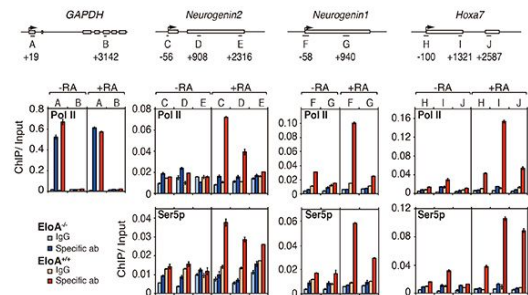 GAPDH
Neurogenin2
Neurogenin1
Hoxa7
A B
C D E
F G
H I J
+19 +3142
-56 +908 +2316
-58 +940
-100 +1321 +2587
-RA +RA
-RA +RA
-RA +RA
-RA +RA
A B A B
C D E C D E
F G F G
H I J H I J
Pol II
Pol II
Pol II
Pol II
ChIP/ Input
0.8
0.6
0.4
0.2
0
0.08
0.06
0.04
0.02
0
0.10
0.05
0
0.16
0.12
0.08
0.04
0
EloA-/-
IgG
Specific ab
EloA+/+
IgG
Specific ab
Ser5p
Ser5p
Ser5p
ChIP/ Input
0.04
0.03
0.02
0.01
0
0.06
0.04
0.02
0
0.12
0.08
0.04
0